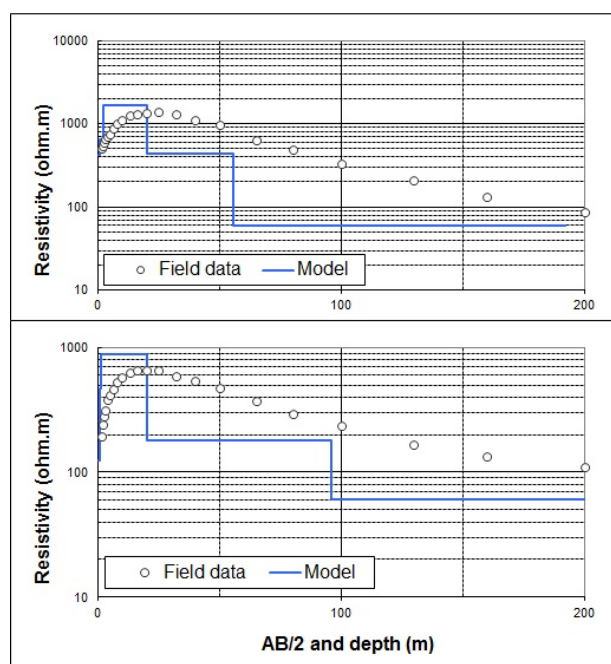 10000
1000
100
10
Resistivity (ohm.m)
Field data Model
0 100 200
1000
100
10
Resistivity (ohm.m)
Field data Model
0 100 200
AB/2 and depth (m)